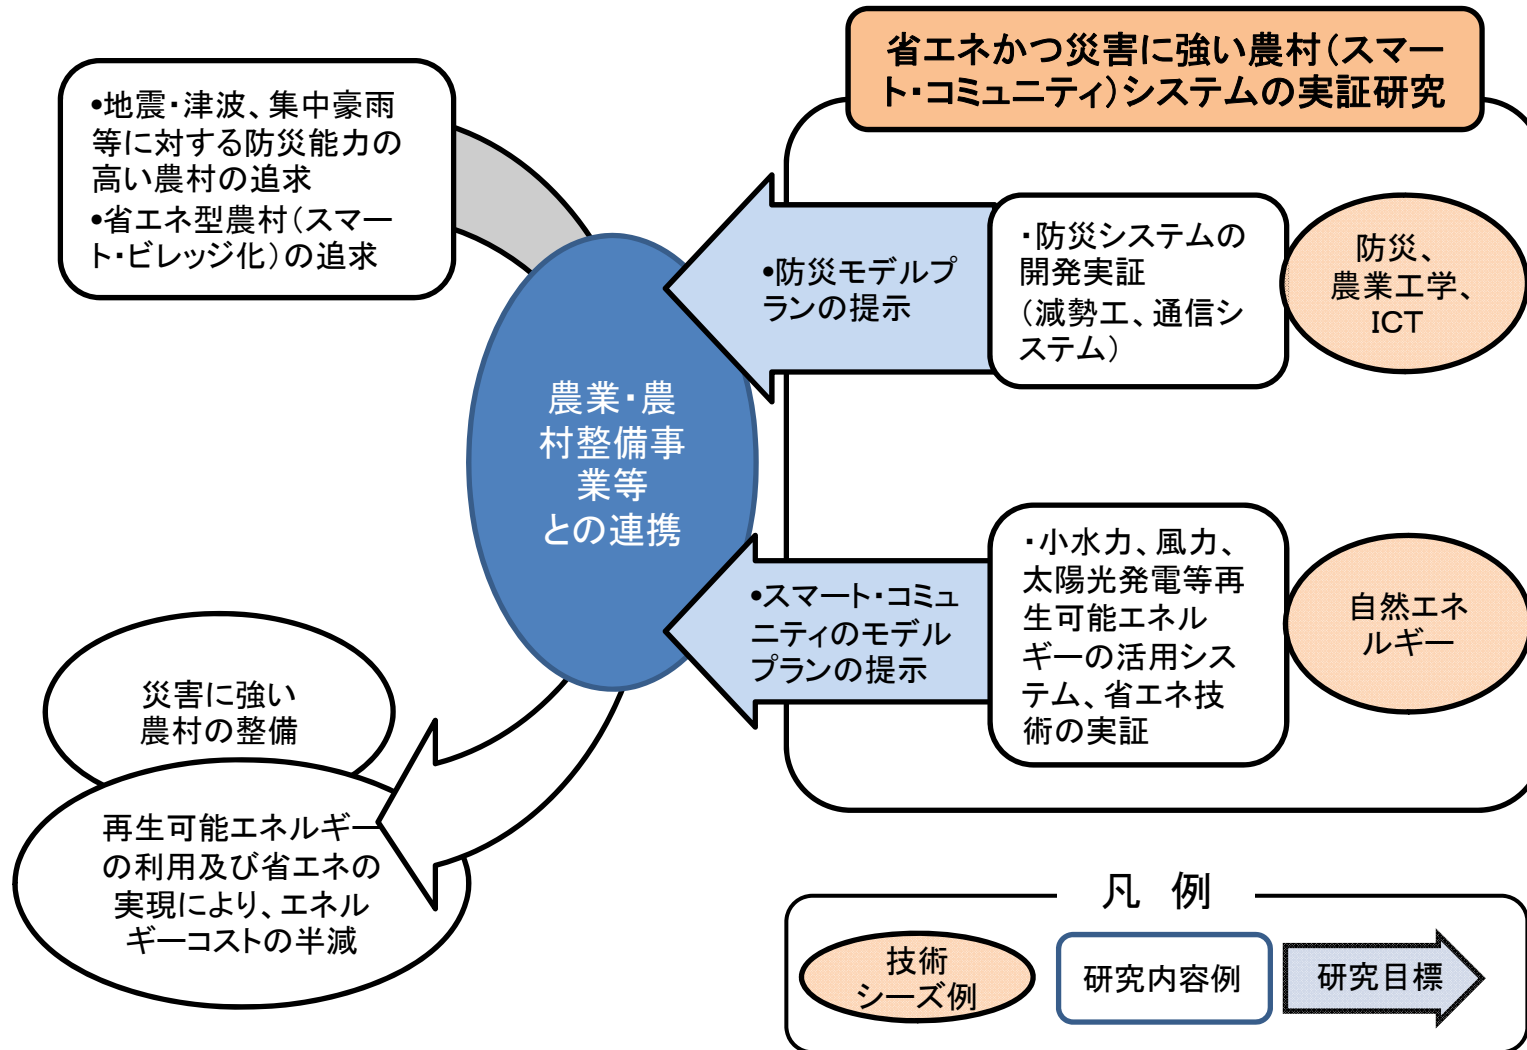 省エネかつ災害に強い農村（スマー
ト・コミュニティ）システムの実証研究
•地震・津波、集中豪雨
等に対する防災能力の
高い農村の追求
•省エネ型農村（スマー
ト・ビレッジ化）の追求
•防災モデルプ
ランの提示
・防災システムの
開発実証
（減勢工、通信シ
ステム）
防災、
農業工学、
ICT
農業・農
村整備事
業等
との連携
•スマート・コミュ
ニティのモデル
プランの提示
・小水力、風力、
太陽光発電等再
生可能エネル
ギーの活用シス
テム、省エネ技
術の実証
自然エネ
ルギー
災害に強い
農村の整備
再生可能エネルギー
の利用及び省エネの
実現により、エネル
ギーコストの半減
凡 例
技術
シーズ例
研究内容例
研究目標